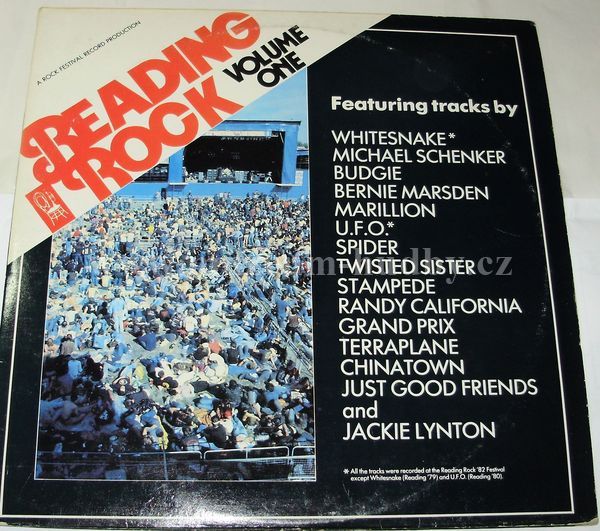 A ROCK FESTIVAL RECORD PRODUCTION
READING
ROCK
VOLUME
ONE
Featuring tracks by
WHITESNAKE*
MICHAEL SCHENKER
BUDGIE
BERNIE MARSDEN
MARILLION
U.F.O.*
SPIDER
TWISTED SISTER
STAMPEDE
RANDY CALIFORNIA
GRAND PRIX
TERRAPLANE
CHINATOWN
JUST GOOD FRIENDS
and
JACKIE LYNTON
* All the tracks were recorded at the Reading Rock '82 Festival
except Whitesnake (Reading '79) and U.F.O. (Reading '80).